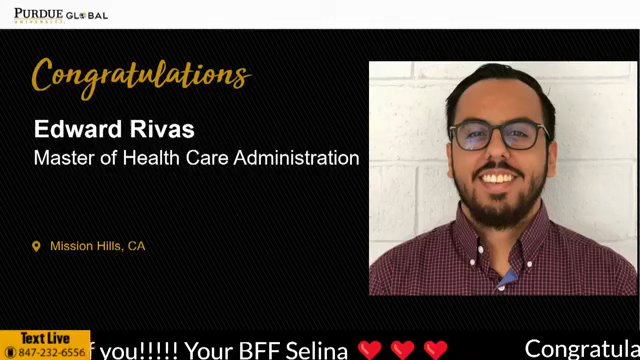 PURDUE GLOBAL
UNIVERSITY
Congratulations
Edward Rivas
Master of Health Care Administration
Mission Hills, CA
Text Live
847-232-6556
f you!!!!! Your BFF Selina ❤️ ❤️ ❤️ Congratula